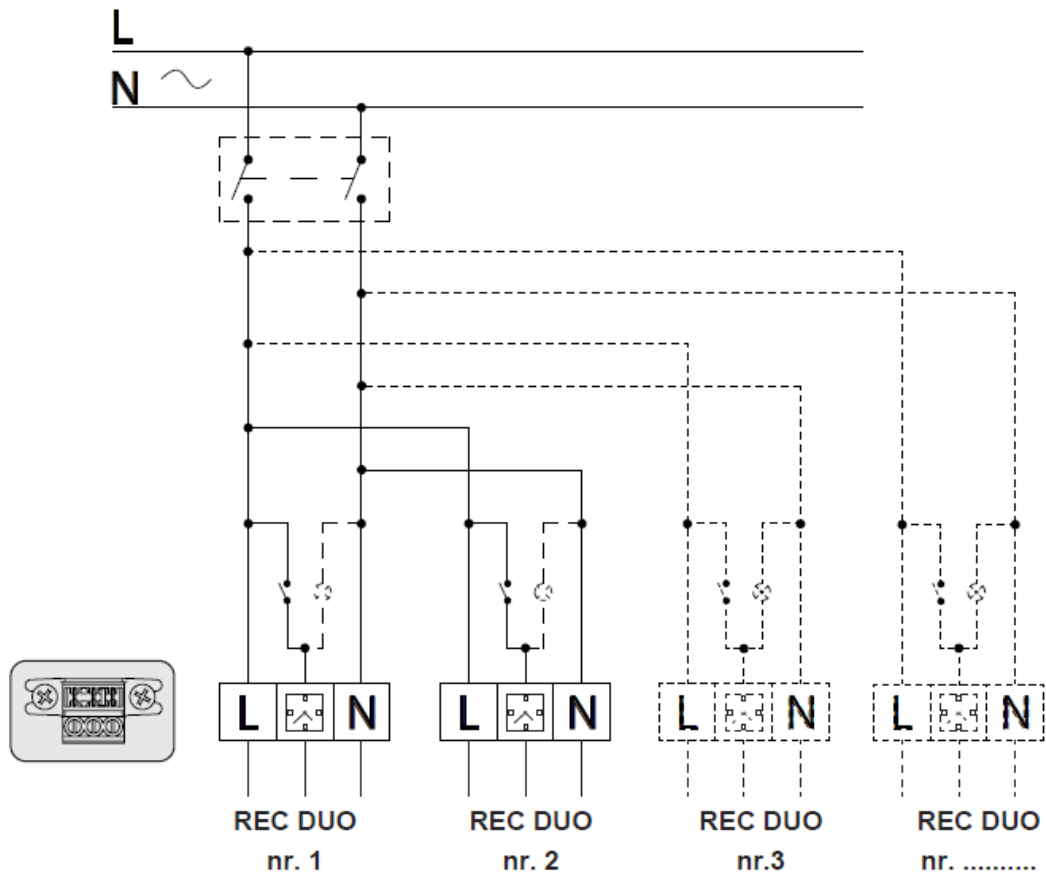 L
N
L N L N L N L N
REC DUO REC DUO REC DUO REC DUO
nr. 1 nr. 2 nr.3 nr. ..........